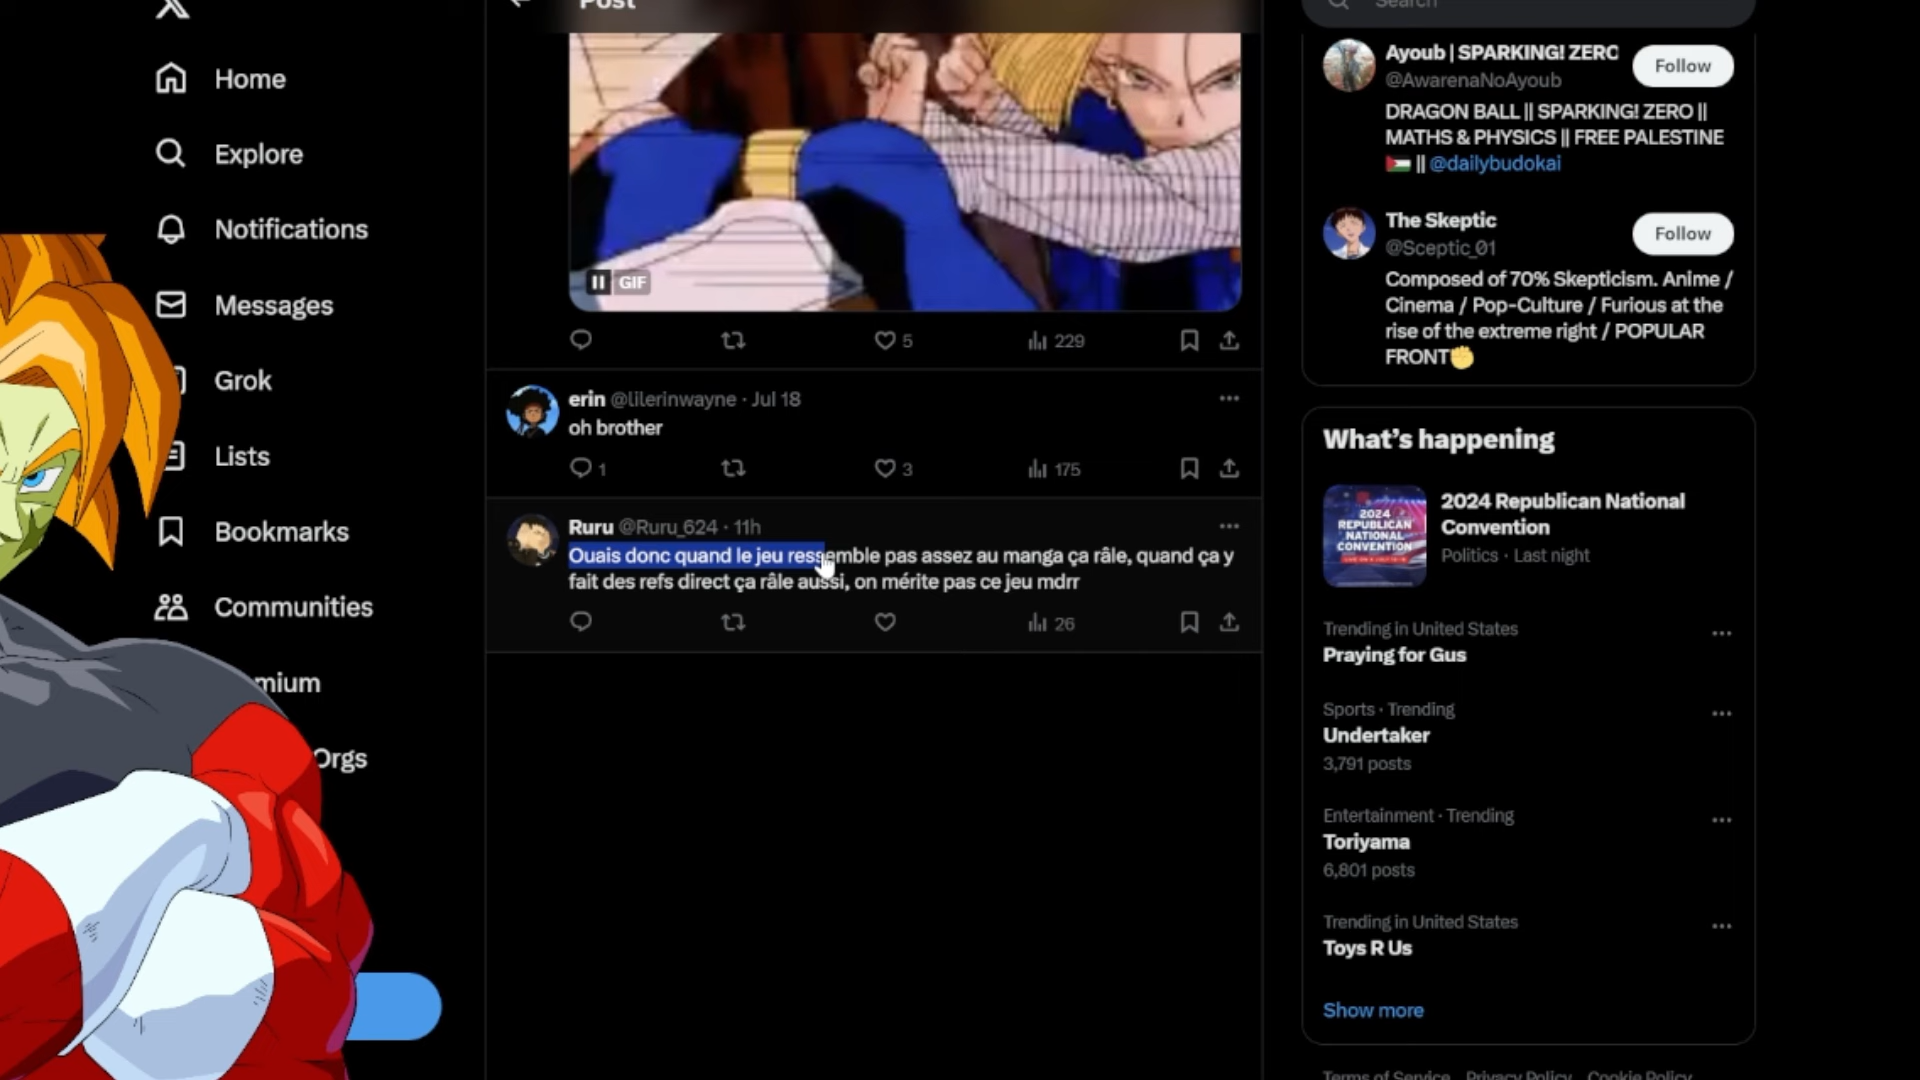 Post
Home
Explore
Notifications
Messages
Grok
Lists
Bookmarks
Communities
mium
Orgs
GIF
5
229
erin @lilerinwayne · Jul 18
oh brother
1
3
175
Ruru @Ruru_624 · 11h
Ouais donc quand le jeu ressemble pas assez au manga ça râle, quand ça y
fait des refs direct ça râle aussi, on mérite pas ce jeu mdrr
26
Search
Ayoub | SPARKING! ZERO
@AwarenaNoAyoub
Follow
DRAGON BALL || SPARKING! ZERO ||
MATHS & PHYSICS || FREE PALESTINE
🇵🇸 || @dailybudokai
The Skeptic
@Sceptic_01
Follow
Composed of 70% Skepticism. Anime /
Cinema / Pop-Culture / Furious at the
rise of the extreme right / POPULAR
FRONT✊
What's happening
2024
REPUBLICAN
NATIONAL
CONVENTION
2024 Republican National
Convention
Politics · Last night
Trending in United States
Praying for Gus
Sports · Trending
Undertaker
3,791 posts
Entertainment · Trending
Toriyama
6,801 posts
Trending in United States
Toys R Us
Show more
Terms of Service Privacy Policy Cookie Policy